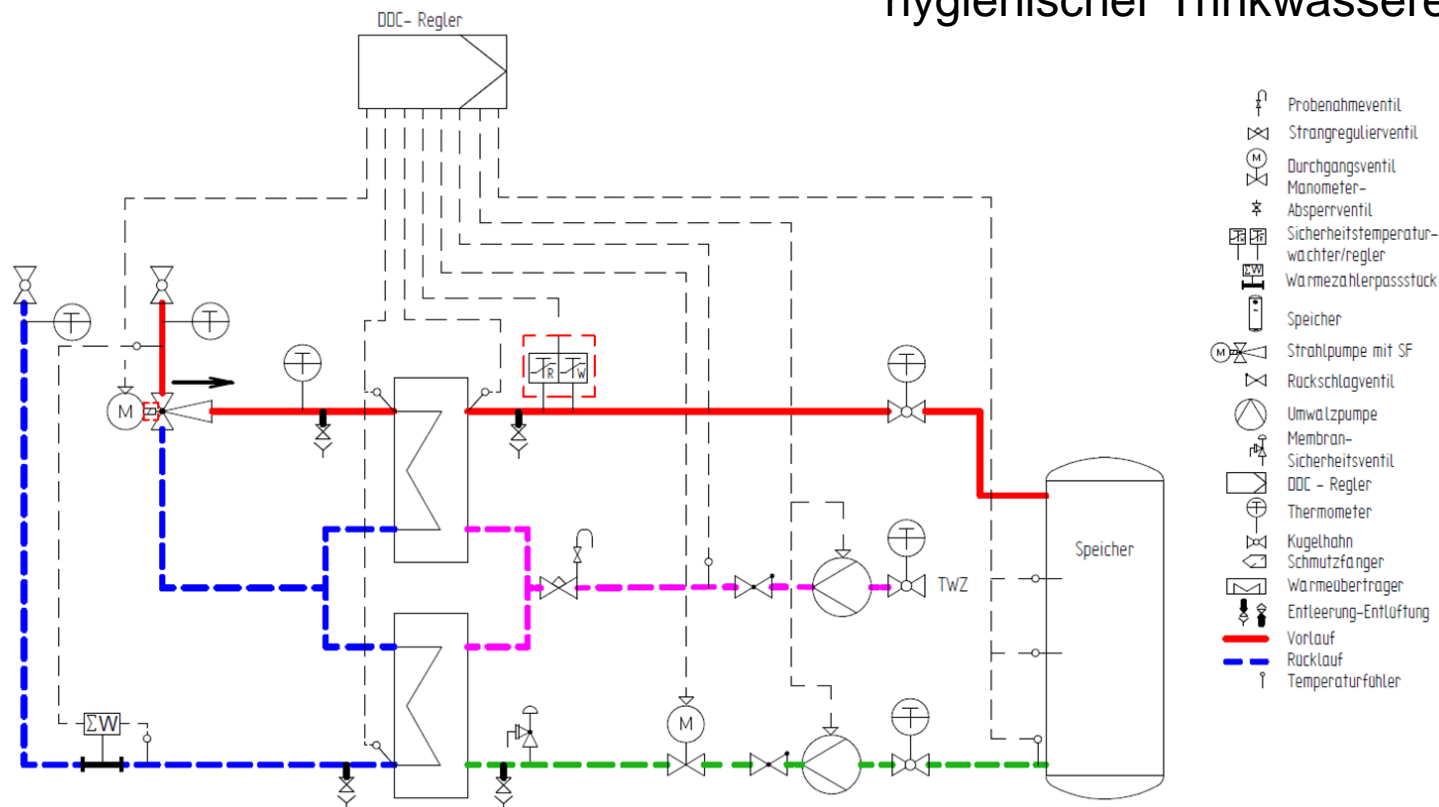 hygienischer Trinkwassere
DDC- Regler
T
T
T
M
R
W
T
T
TWZ
Speicher
ΣW
M
T
Probenahmeventil
Strangregulierventil
M
Durchgangsventil
Manometer-
Absperrventil
Sicherheitstemperatur-
wächter/regler
ΣW
Wärmezählerpassstück
Speicher
M
Strahlpumpe mit SF
Rückschlagventil
Umwälzpumpe
Membran-
Sicherheitsventil
DDC - Regler
T
Thermometer
Kugelhahn
Schmutzfänger
Wärmeübertrager
Entleerung-Entlüftung
Vorlauf
Rücklauf
Temperaturfühler